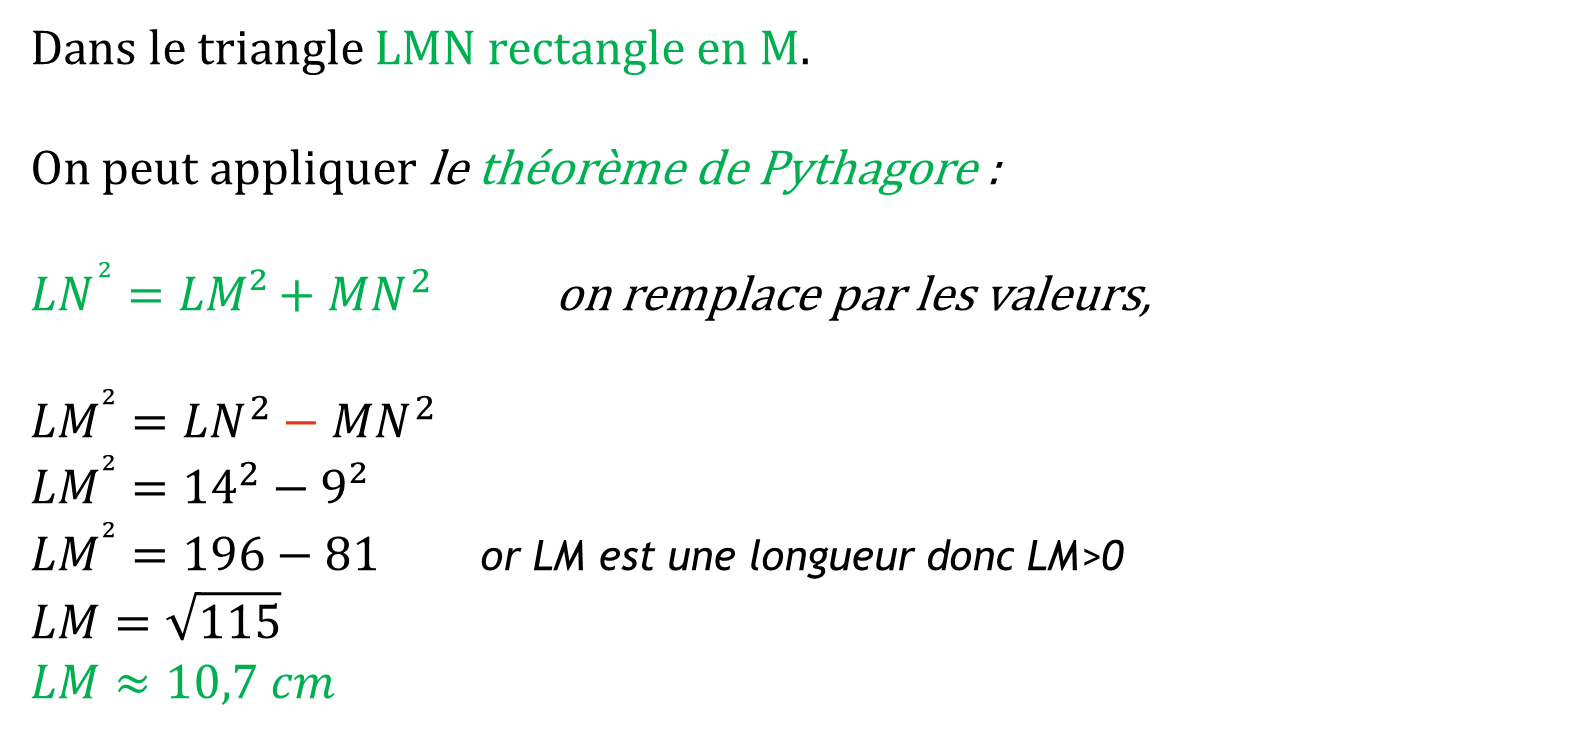 Dans le triangle LMN rectangle en M.
On peut appliquer le théorème de Pythagore :
LN² = LM² + MN² on remplace par les valeurs,
LM² = LN² − MN²
LM² = 14² − 9²
LM² = 196 − 81 or LM est une longueur donc LM>0
LM = √115
LM ≈ 10,7 cm